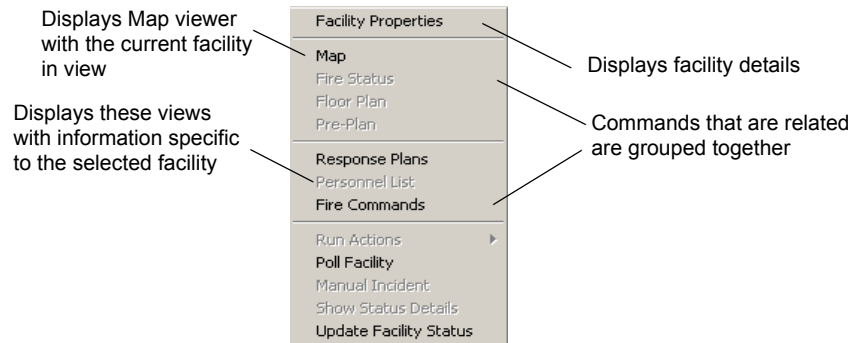 Displays Map viewer
with the current facility
in view
Displays these views
with information specific
to the selected facility
Facility Properties
Map
Fire Status
Floor Plan
Pre-Plan
Response Plans
Personnel List
Fire Commands
Run Actions
Poll Facility
Manual Incident
Show Status Details
Update Facility Status
Displays facility details
Commands that are related
are grouped together